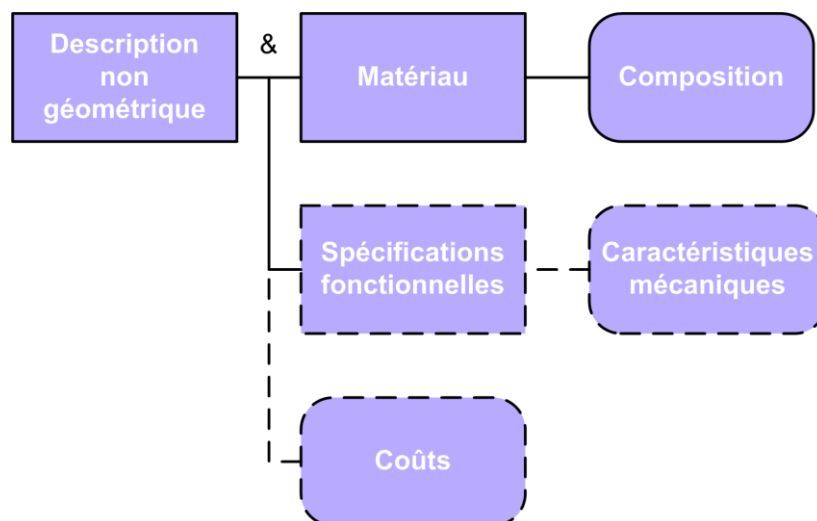 Description
non
géométrique
&
Matériau
Composition
Spécifications
fonctionnelles
Caractéristiques
mécaniques
Coûts